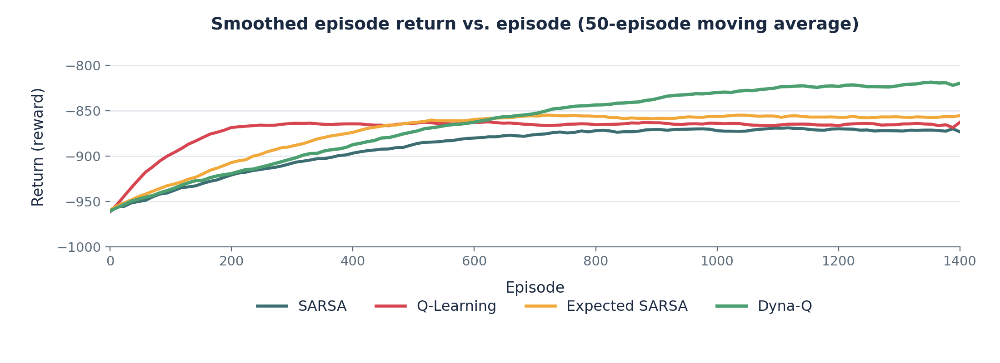 Smoothed episode return vs. episode (50-episode moving average)
Return (reward)
−800
−850
−900
−950
−1000
0 200 400 600 800 1000 1200 1400
Episode
SARSA Q-Learning Expected SARSA Dyna-Q